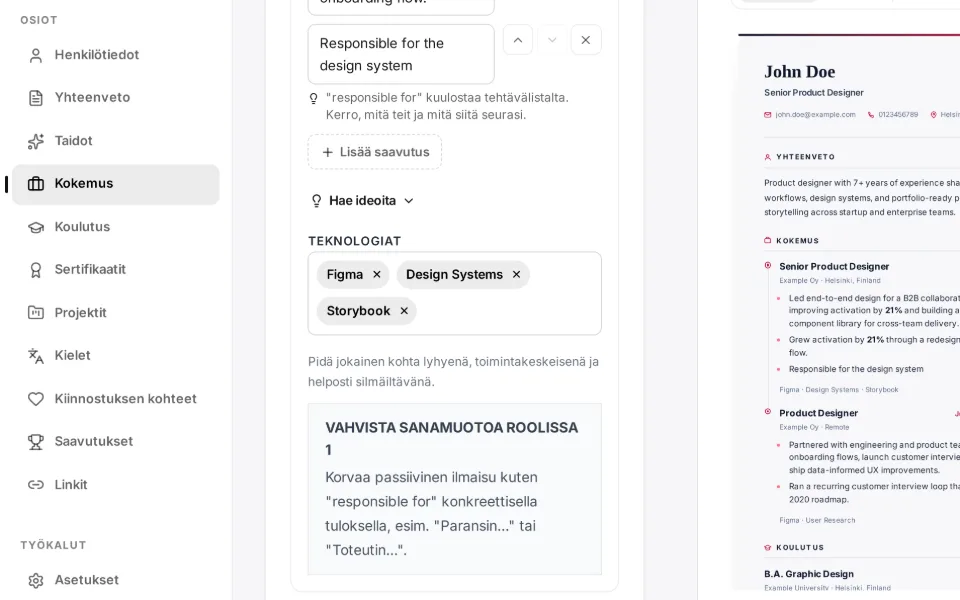 OSIOT
Henkilötiedot
Yhteenveto
Taidot
Kokemus
Koulutus
Sertifikaatit
Projektit
Kielet
Kiinnostuksen kohteet
Saavutukset
Linkit
TYÖKALUT
Asetukset
onboarding flow.
Responsible for the
design system
"responsible for" kuulostaa tehtävälistalta.
Kerro, mitä teit ja mitä siitä seurasi.
Lisää saavutus
Hae ideoita
TEKNOLOGIAT
Figma
Design Systems
Storybook
Pidä jokainen kohta lyhyenä, toimintakeskeisenä ja
helposti silmäiltävänä.
VAHVISTA SANAMUOTOA ROOLISSA
1
Korvaa passiivinen ilmaisu kuten
"responsible for" konkreettisella
tuloksella, esim. "Paransin..." tai
"Toteutin...".
John Doe
Senior Product Designer
john.doe@example.com 0123456789 Helsin
YHTEENVETO
Product designer with 7+ years of experience sha
workflows, design systems, and portfolio-ready p
storytelling across startup and enterprise teams.
KOKEMUS
Senior Product Designer
Example Oy · Helsinki, Finland
Led end-to-end design for a B2B collaborat
improving activation by 21% and building a
component library for cross-team delivery.
Grew activation by 21% through a redesign
flow.
Responsible for the design system
Figma · Design Systems · Storybook
Product Designer
Example Oy · Remote
Partnered with engineering and product tea
onboarding flows, launch customer intervie
ship data-informed UX improvements.
Ran a recurring customer interview loop tha
2020 roadmap.
Figma · User Research
KOULUTUS
B.A. Graphic Design
Example University · Helsinki, Finland